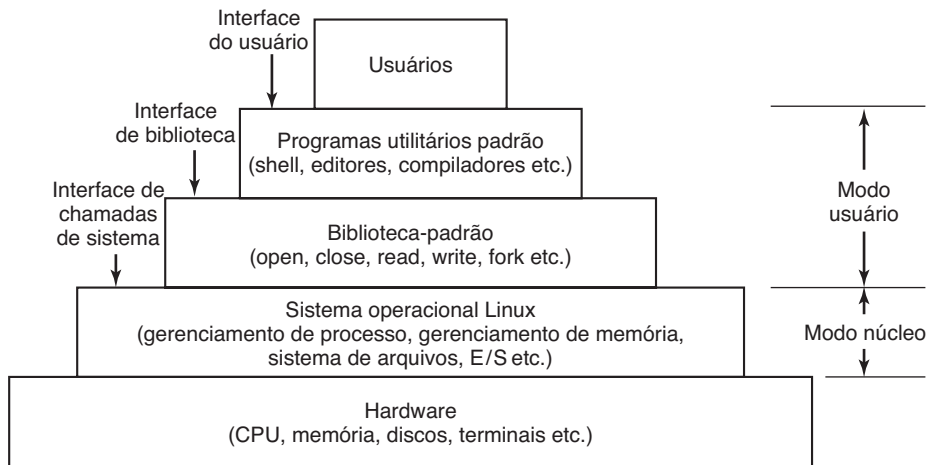 Interface
do usuário
Usuários
Interface
de biblioteca
Programas utilitários padrão
(shell, editores, compiladores etc.)
Interface de
chamadas
de sistema
Modo
usuário
Biblioteca-padrão
(open, close, read, write, fork etc.)
Sistema operacional Linux
(gerenciamento de processo, gerenciamento de memória,
sistema de arquivos, E/S etc.)
Modo núcleo
Hardware
(CPU, memória, discos, terminais etc.)